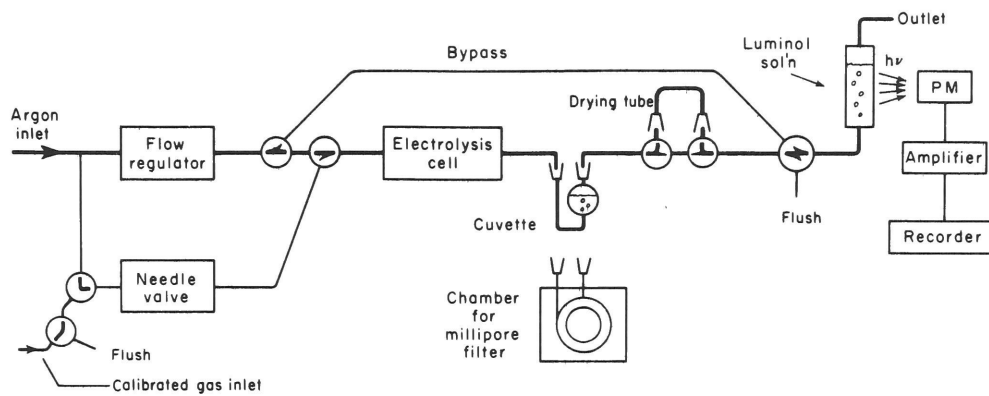 Outlet
Luminol
sol'n
hν
PM
Bypass
Drying tube
Argon
inlet
Flow
regulator
Electrolysis
cell
Amplifier
Cuvette
Flush
Recorder
Needle
valve
Chamber
for
millipore
filter
Flush
Calibrated gas inlet